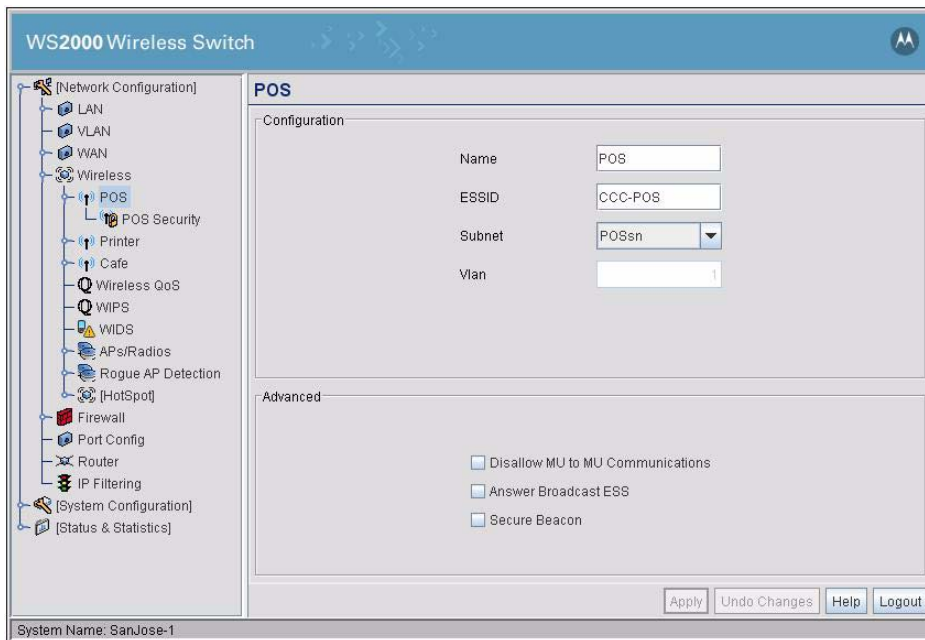 WS2000 Wireless Switch
[Network Configuration]
LAN
VLAN
WAN
Wireless
POS
POS Security
Printer
Cafe
Wireless QoS
WIPS
WIDS
APs/Radios
Rogue AP Detection
[HotSpot]
Firewall
Port Config
Router
IP Filtering
[System Configuration]
[Status & Statistics]
POS
Configuration
Name POS
ESSID CCC-POS
Subnet POSsn
Vlan 1
Advanced
Disallow MU to MU Communications
Answer Broadcast ESS
Secure Beacon
Apply Undo Changes Help Logout
System Name: SanJose-1